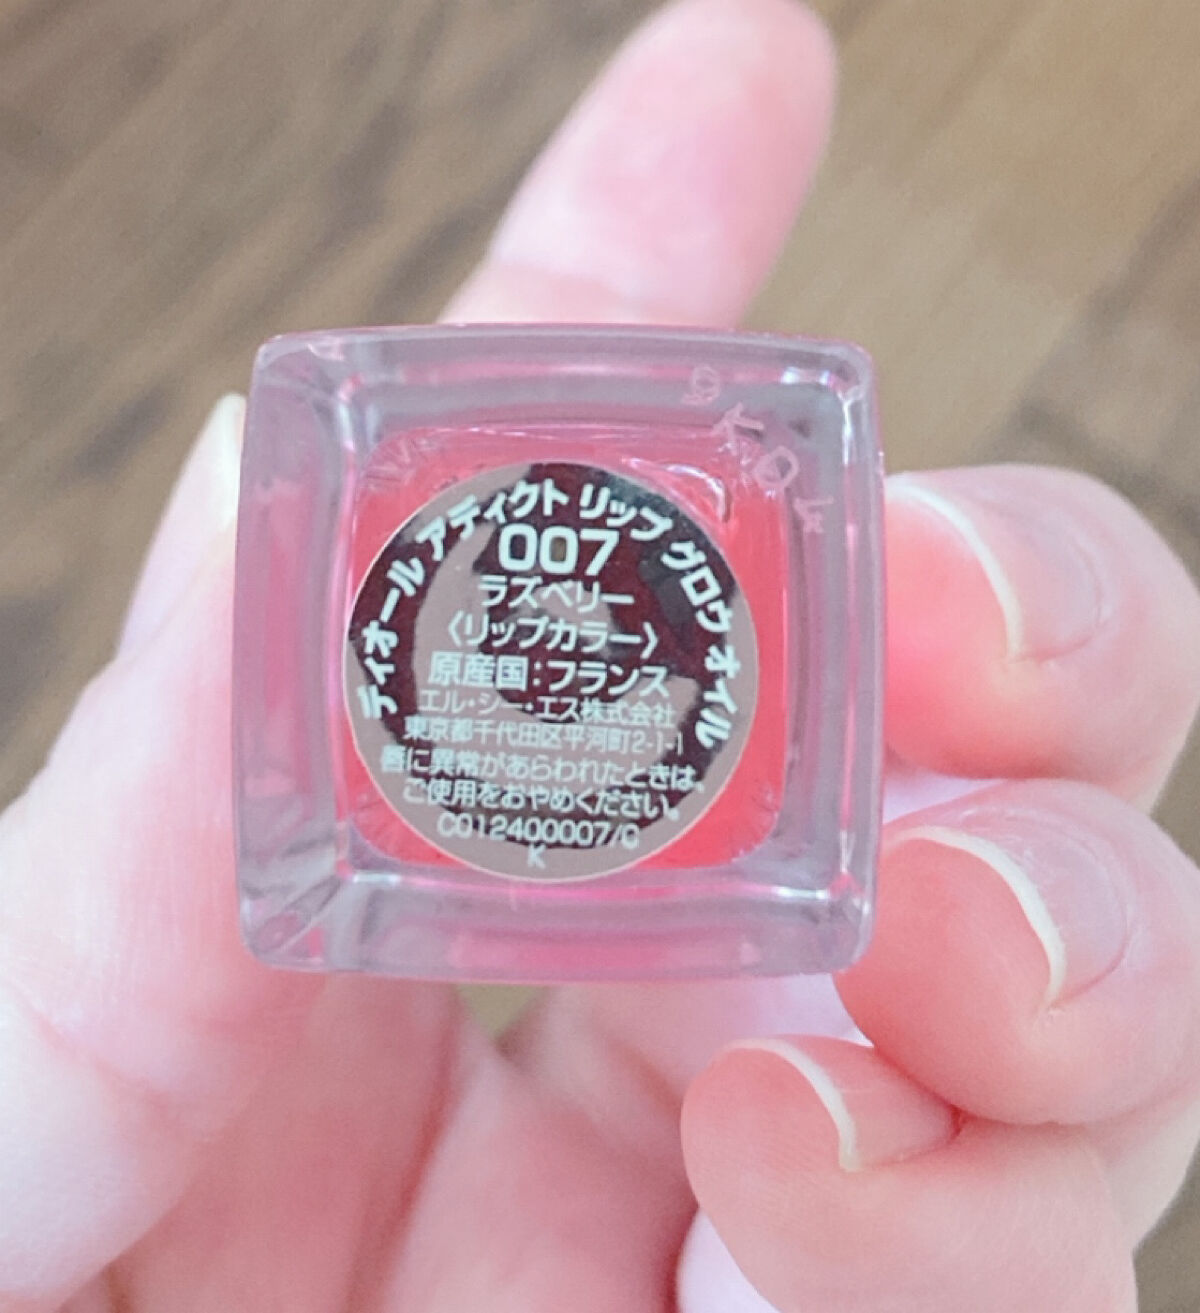 ディオール アディクト リップ グロウ オイル
007
ラズベリー
〈リップカラー〉
原産国:フランス
エル・シー・エス株式会社
東京都千代田区平河町2-1-1
唇に異常があらわれたときは、
ご使用をおやめください。
C012400007/0
K